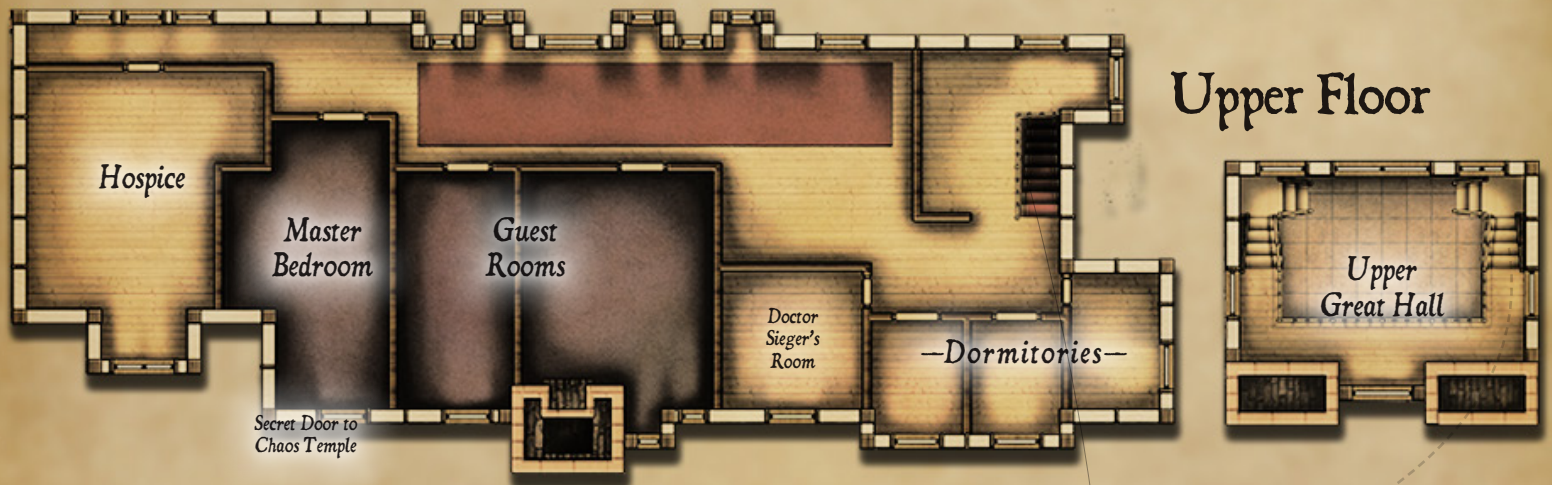 Upper Floor
Hospice
Master
Bedroom
Guest
Rooms
Upper
Great Hall
Doctor
Sieger's
Room
–Dormitories–
Secret Door to
Chaos Temple